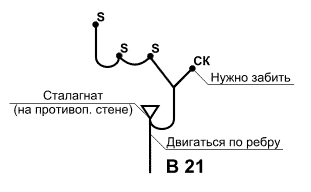 S
S
S
СК
Нужно забить
Сталагнат
(на противоп. стене)
Двигаться по ребру
В 21